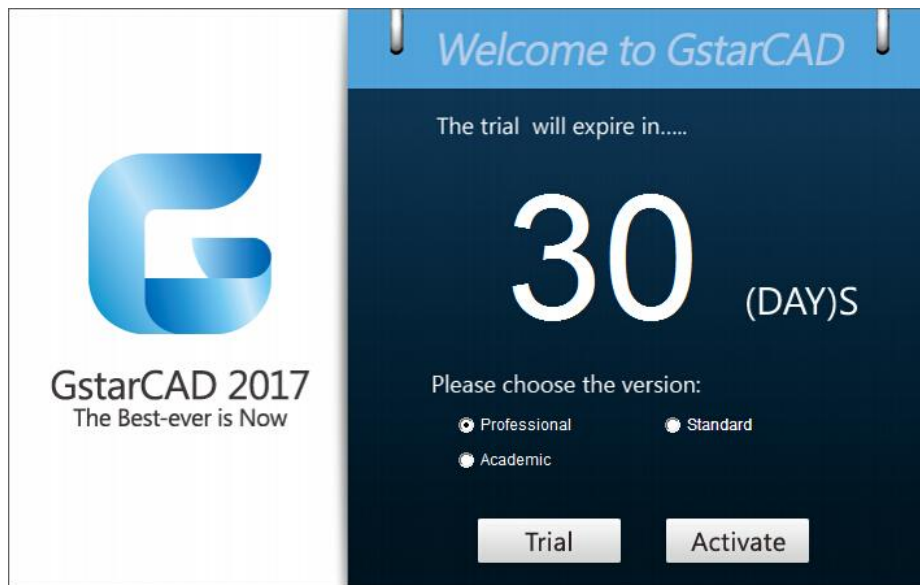 Welcome to GstarCAD
The trial will expire in.....
30 (DAY)S
GstarCAD 2017
The Best-ever is Now
Please choose the version:
Professional Standard
Academic
Trial Activate